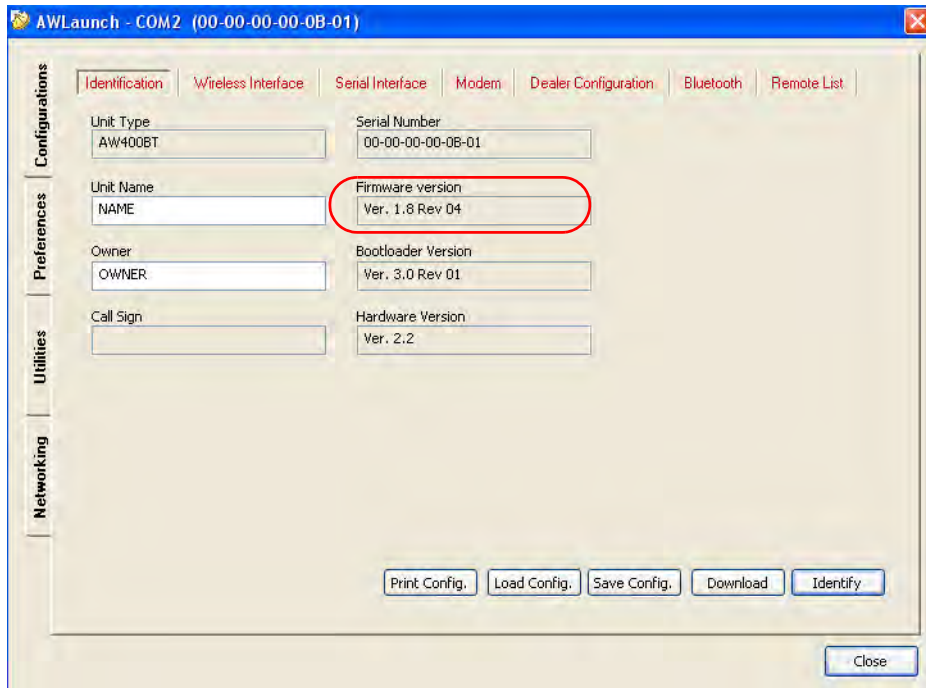 AWLaunch - COM2 (00-00-00-00-0B-01)
Configurations
Preferences
Utilities
Networking
Identification Wireless Interface Serial Interface Modem Dealer Configuration Bluetooth Remote List
Unit Type Serial Number
AW400BT 00-00-00-00-0B-01
Unit Name Firmware version
NAME Ver. 1.8 Rev 04
Owner Bootloader Version
OWNER Ver. 3.0 Rev 01
Call Sign Hardware Version
Ver. 2.2
Print Config. Load Config. Save Config. Download Identify
Close